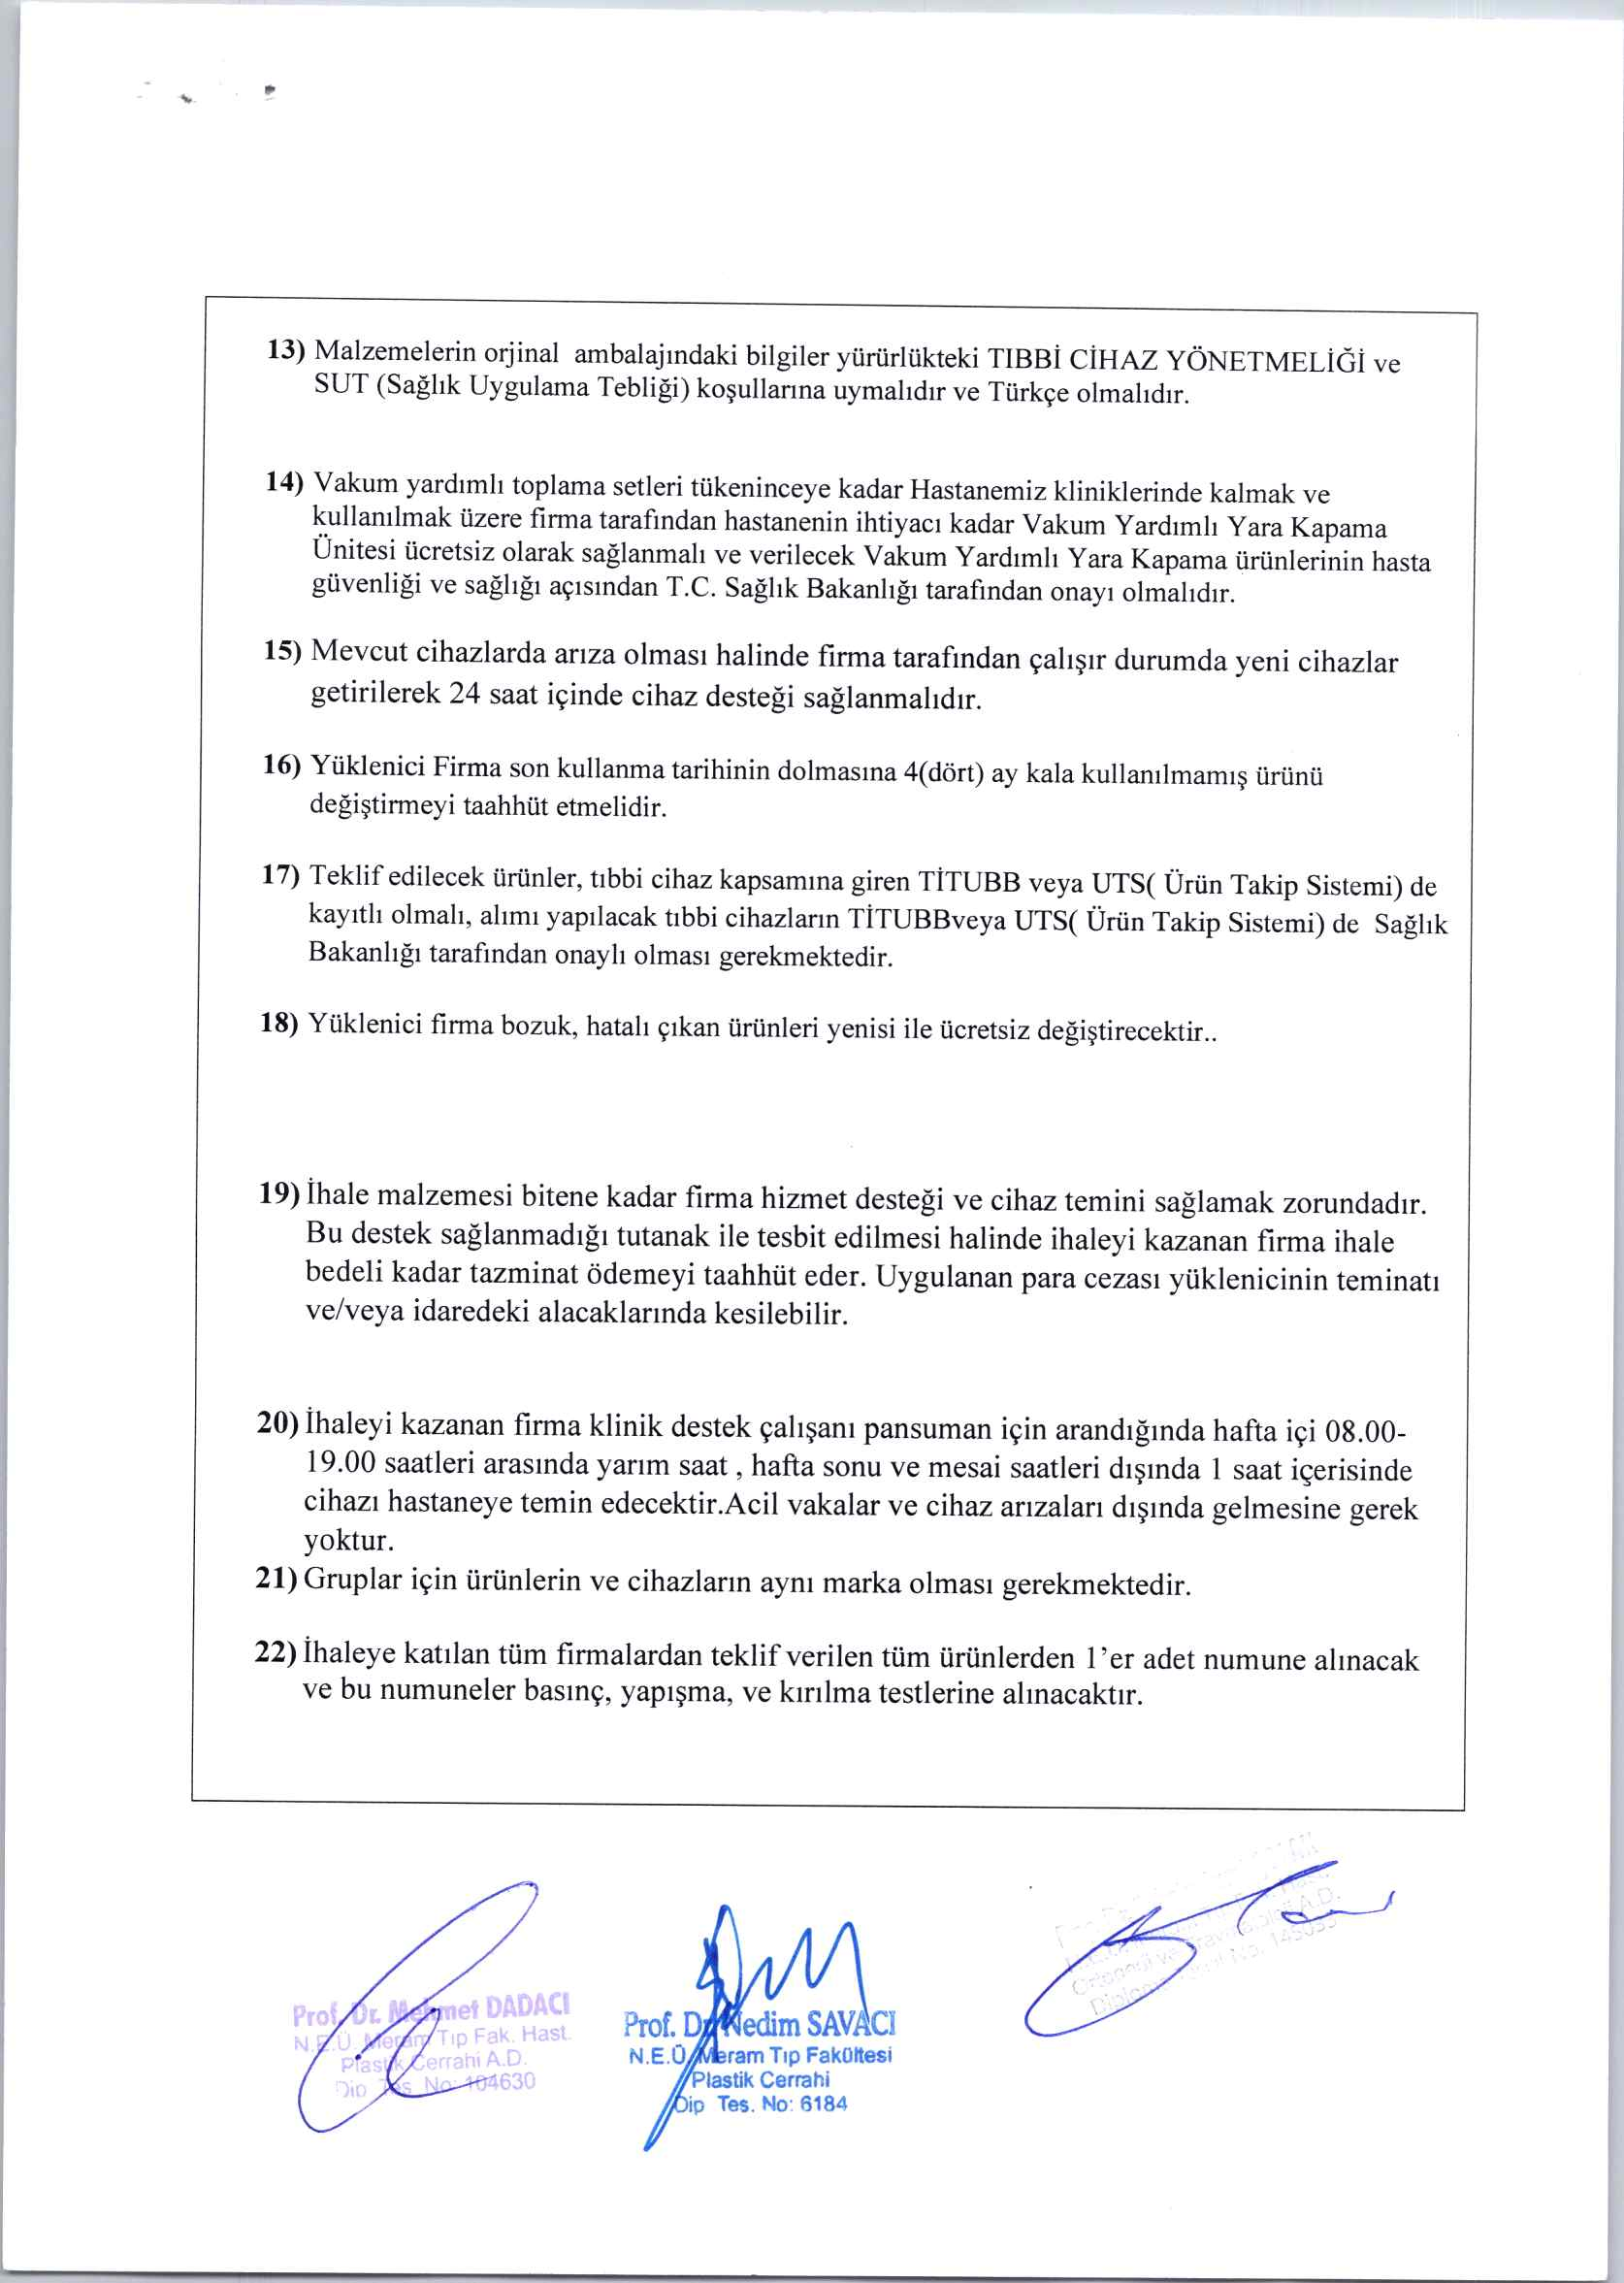 13) Malzemelerin orjinal ambalajındaki bilgiler yürürlükteki TIBBİ CİHAZ YÖNETMELİĞİ ve
SUT (Sağlık Uygulama Tebliği) koşullarına uymalıdır ve Türkçe olmalıdır.
14) Vakum yardımlı toplama setleri tükeninceye kadar Hastanemiz kliniklerinde kalmak ve
kullanılmak üzere firma tarafından hastanenin ihtiyacı kadar Vakum Yardımlı Yara Kapama
Ünitesi ücretsiz olarak sağlanmalı ve verilecek Vakum Yardımlı Yara Kapama ürünlerinin hasta
güvenliği ve sağlığı açısından T.C. Sağlık Bakanlığı tarafından onayı olmalıdır.
15) Mevcut cihazlarda arıza olması halinde firma tarafından çalışır durumda yeni cihazlar
getirilerek 24 saat içinde cihaz desteği sağlanmalıdır.
16) Yüklenici Firma son kullanma tarihinin dolmasına 4(dört) ay kala kullanılmamış ürünü
değiştirmeyi taahhüt etmelidir.
17) Teklif edilecek ürünler, tıbbi cihaz kapsamına giren TİTUBB veya UTS( Ürün Takip Sistemi) de
kayıtlı olmalı, alımı yapılacak tıbbi cihazların TİTUBBveya UTS( Ürün Takip Sistemi) de Sağlık
Bakanlığı tarafından onaylı olması gerekmektedir.
18) Yüklenici firma bozuk, hatalı çıkan ürünleri yenisi ile ücretsiz değiştirecektir..
19) İhale malzemesi bitene kadar firma hizmet desteği ve cihaz temini sağlamak zorundadır.
Bu destek sağlanmadığı tutanak ile tesbit edilmesi halinde ihaleyi kazanan firma ihale
bedeli kadar tazminat ödemeyi taahhüt eder. Uygulanan para cezası yüklenicinin teminatı
ve/veya idaredeki alacaklarında kesilebilir.
20) İhaleyi kazanan firma klinik destek çalışanı pansuman için arandığında hafta içi 08.00-
19.00 saatleri arasında yarım saat , hafta sonu ve mesai saatleri dışında 1 saat içerisinde
cihazı hastaneye temin edecektir.Acil vakalar ve cihaz arızaları dışında gelmesine gerek
yoktur.
21) Gruplar için ürünlerin ve cihazların aynı marka olması gerekmektedir.
22) İhaleye katılan tüm firmalardan teklif verilen tüm ürünlerden 1’er adet numune alınacak
ve bu numuneler basınç, yapışma, ve kırılma testlerine alınacaktır.
Prof. Dr. Mehmet DADACI
N.E.Ü. Meram Tıp Fak. Hast.
Plastik Cerrahi A.D.
Dip Tes. No: 104630
Prof. Dr. Nedim SAVACI
N.E.Ü. Meram Tıp Fakültesi
Plastik Cerrahi
Dip Tes. No: 6184
Ortopedi ve A.D.
Diploma No: